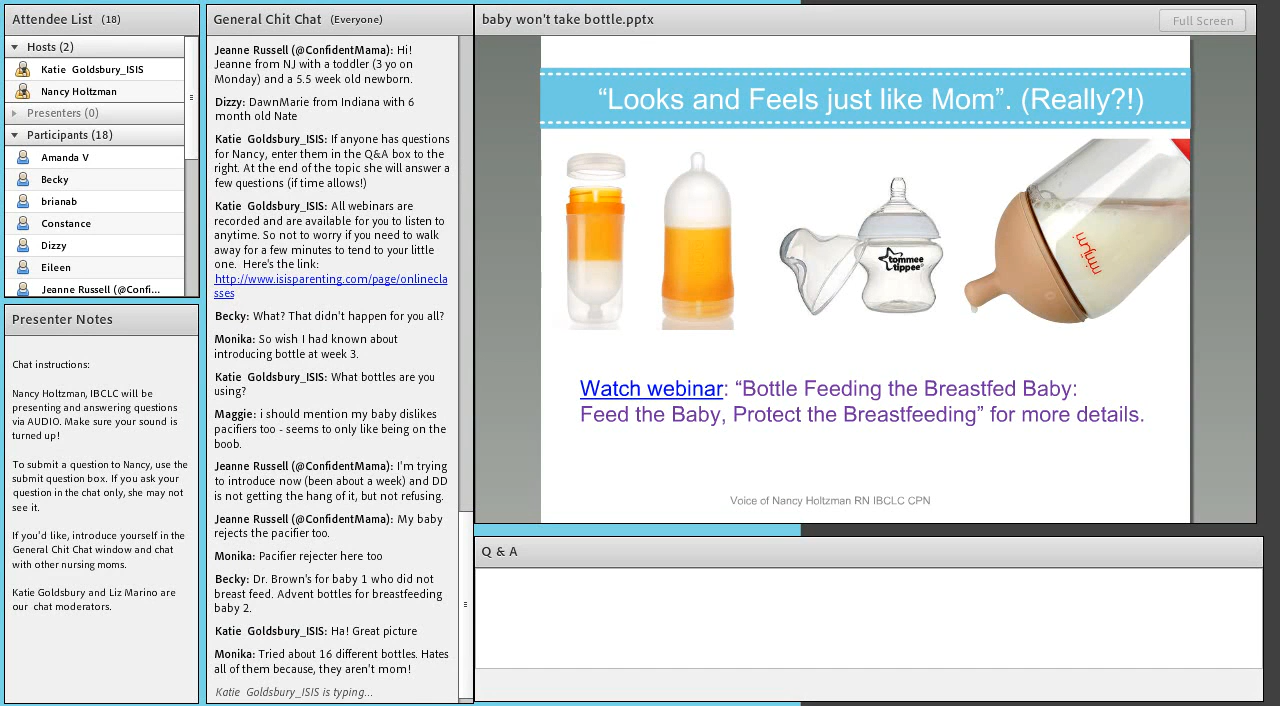 Attendee List (18)
Hosts (2)
Katie Goldsbury_ISIS
Nancy Holtzman
Presenters (0)
Participants (18)
Amanda V
Becky
brianab
Constance
Dizzy
Eileen
Jeanne Russell (@Confi...
Presenter Notes
Chat instructions:
Nancy Holtzman, IBCLC will be
presenting and answering questions
via AUDIO. Make sure your sound is
turned up!
To submit a question to Nancy, use the
submit question box. If you ask your
question in the chat only, she may not
see it.
If you'd like, introduce yourself in the
General Chit Chat window and chat
with other nursing moms.
Katie Goldsbury and Liz Marino are
our chat moderators.
General Chit Chat (Everyone)
Jeanne Russell (@ConfidentMama): Hi!
Jeanne from NJ with a toddler (3 yo on
Monday) and a 5.5 week old newborn.
Dizzy: DawnMarie from Indiana with 6
month old Nate
Katie Goldsbury_ISIS: If anyone has questions
for Nancy, enter them in the Q&A box to the
right. At the end of the topic she will answer a
few questions (if time allows!)
Katie Goldsbury_ISIS: All webinars are
recorded and are available for you to listen to
anytime. So not to worry if you need to walk
away for a few minutes to tend to your little
one. Here's the link:
http://www.isisparenting.com/page/onlinecla
sses
Becky: What? That didn't happen for you all?
Monika: So wish I had known about
introducing bottle at week 3.
Katie Goldsbury_ISIS: What bottles are you
using?
Maggie: i should mention my baby dislikes
pacifiers too - seems to only like being on the
boob.
Jeanne Russell (@ConfidentMama): I'm trying
to introduce now (been about a week) and DD
is not getting the hang of it, but not refusing.
Jeanne Russell (@ConfidentMama): My baby
rejects the pacifier too.
Monika: Pacifier rejecter here too
Becky: Dr. Brown's for baby 1 who did not
breast feed. Advent bottles for breastfeeding
baby 2.
Katie Goldsbury_ISIS: Ha! Great picture
Monika: Tried about 16 different bottles. Hates
all of them because, they aren't mom!
Katie Goldsbury_ISIS is typing...
baby won't take bottle.pptx
Full Screen
“Looks and Feels just like Mom”. (Really?!)
tommee
tippee
mimijumi
Watch webinar: “Bottle Feeding the Breastfed Baby:
Feed the Baby, Protect the Breastfeeding” for more details.
Voice of Nancy Holtzman RN IBCLC CPN
Q & A